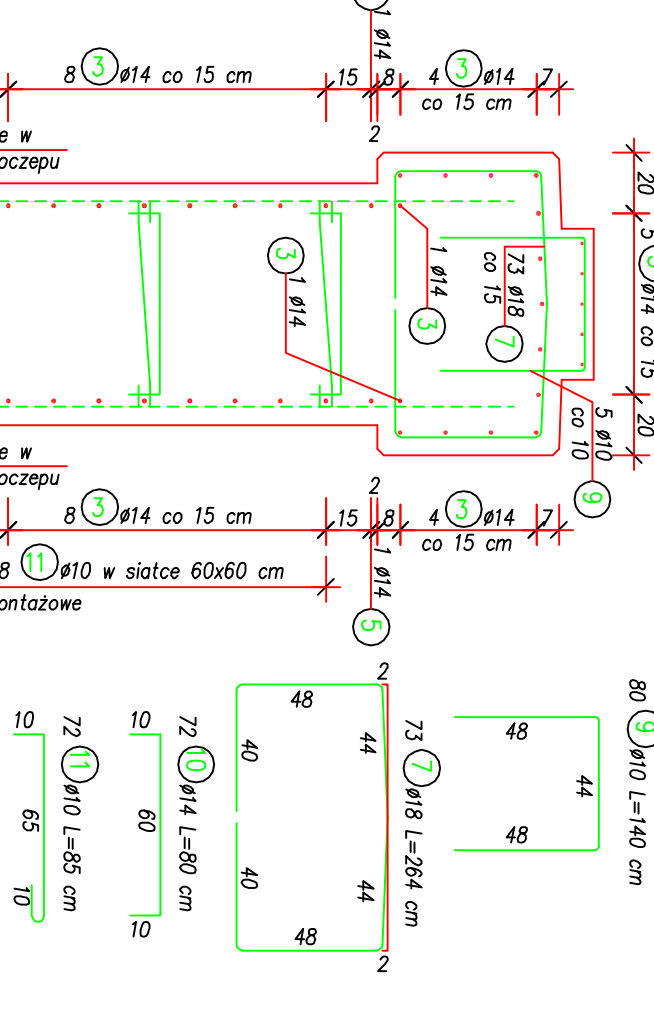 1 ø14
8 3 ø14 co 15 cm
15
8
4 3 ø14
co 15 cm
7
2
e w
oczepu
20
5 ø14 co 15
20
3
1 ø14
1 ø14
3
73 ø18
co 15
7
5 ø10
co 10
9
e w
oczepu
2
8 3 ø14 co 15 cm
15
8
4 3 ø14
co 15 cm
7
1 ø14
5
8 11 ø10 w siatce 60x60 cm
ontażowe
10
65
10
72 11 ø10 L=85 cm
10
60
10
72 10 ø14 L=80 cm
2
48
40
44
40
44
48
2
73 7 ø18 L=264 cm
48
44
48
80 9 ø10 L=140 cm